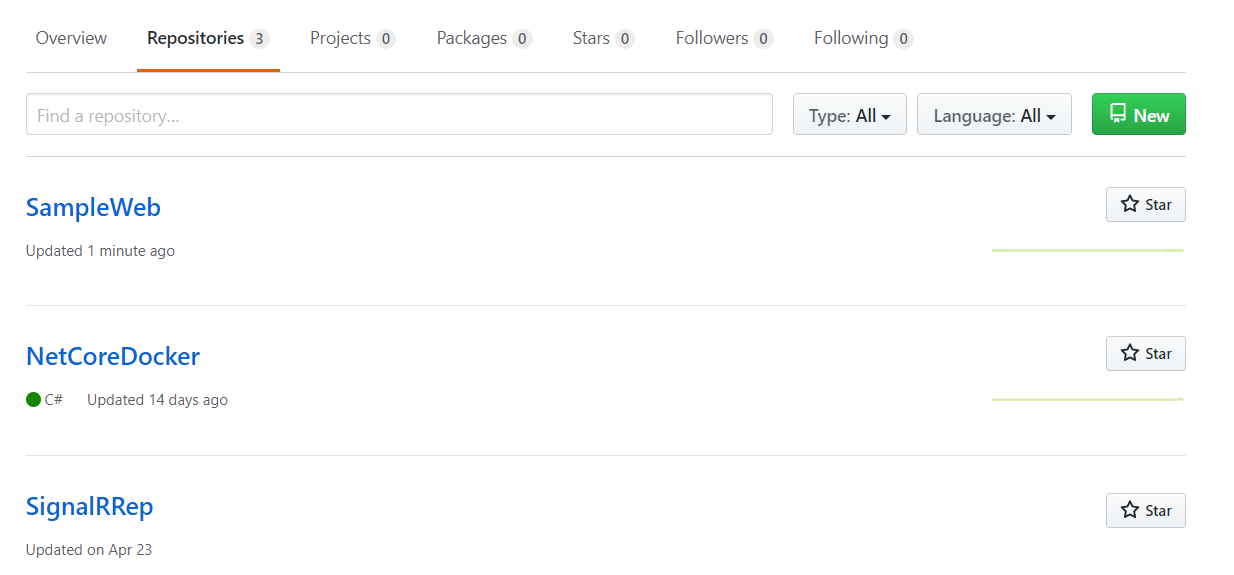 Overview Repositories 3 Projects 0 Packages 0 Stars 0 Followers 0 Following 0
Find a repository... Type: All Language: All New
SampleWeb Star
Updated 1 minute ago
NetCoreDocker Star
C# Updated 14 days ago
SignalRRep Star
Updated on Apr 23